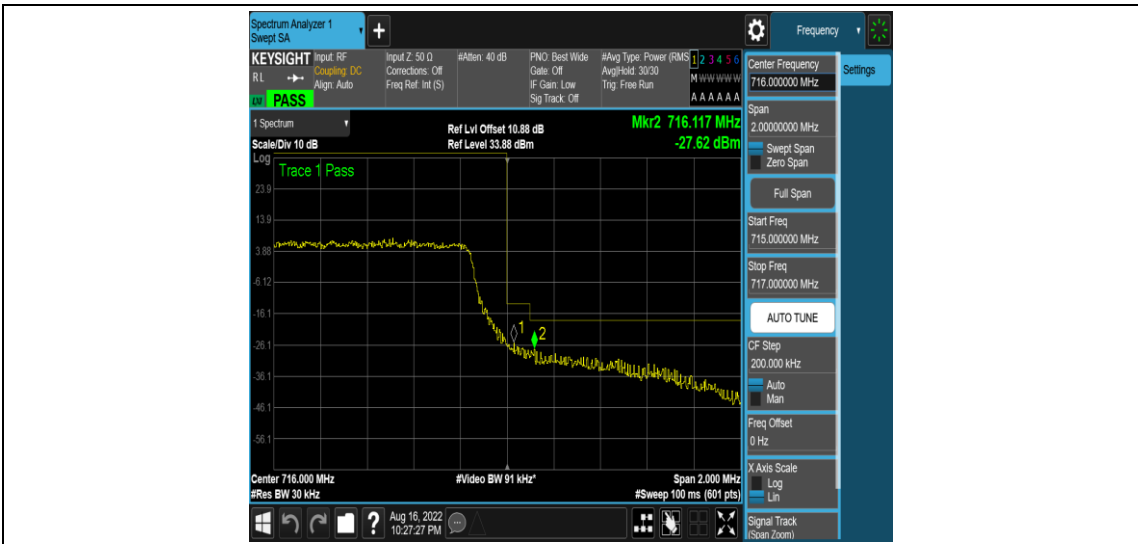 Spectrum Analyzer 1
Swept SA
+
Frequency
KEYSIGHT
RL
PASS
Input: RF
Coupling: DC
Align: Auto
Input Z: 50 Ω
Corrections: Off
Freq Ref: Int (S)
#Atten: 40 dB
PNO: Best Wide
Gate: Off
IF Gain: Low
Sig Track: Off
#Avg Type: Power (RMS
Avg|Hold: 30/30
Trig: Free Run
1 2 3 4 5 6
M W W W W W
A A A A A A
Center Frequency
716.000000 MHz
Settings
Span
2.00000000 MHz
Swept Span
Zero Span
Full Span
Start Freq
715.000000 MHz
Stop Freq
717.000000 MHz
AUTO TUNE
CF Step
200.000 kHz
Auto
Man
Freq Offset
0 Hz
X Axis Scale
Log
Lin
Signal Track
(Span Zoom)
1 Spectrum
Scale/Div 10 dB
Ref Lvl Offset 10.88 dB
Ref Level 33.88 dBm
Mkr2 716.117 MHz
-27.62 dBm
Log
Trace 1 Pass
23.9
13.9
3.88
-6.12
-16.1
-26.1
-36.1
-46.1
-56.1
1
2
Center 716.000 MHz
#Video BW 91 kHz*
Span 2.000 MHz
#Res BW 30 kHz
#Sweep 100 ms (601 pts)
?
Aug 16, 2022
10:27:27 PM